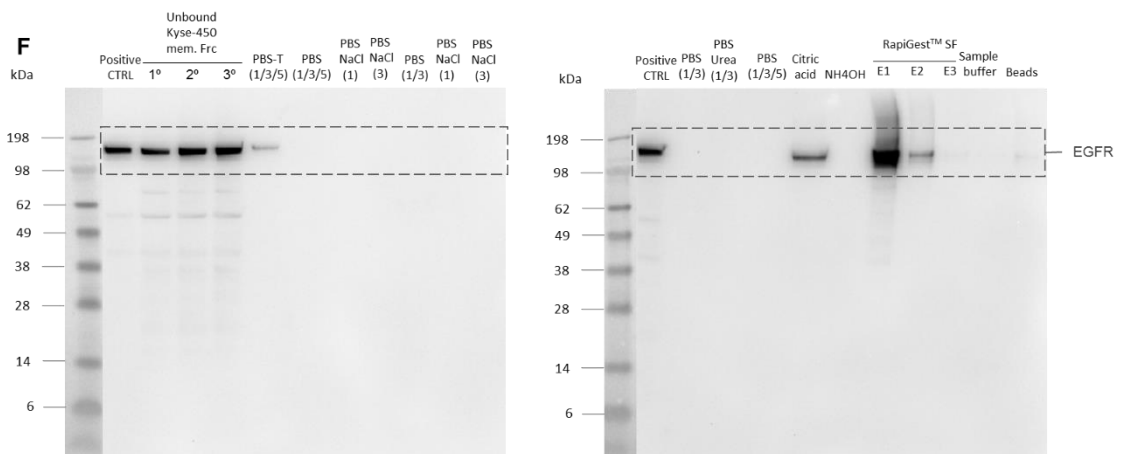 F
kDa
Unbound
Kyse-450
mem. Frc
Positive
CTRL
1º 2º 3º
PBS-T
(1/3/5)
PBS
(1/3/5)
PBS
NaCl
(1)
PBS
NaCl
(3)
PBS
(1/3)
PBS
NaCl
(1)
PBS
NaCl
(3)
198
98
62
49
38
28
14
6
kDa
Positive
CTRL
PBS
(1/3)
PBS
Urea
(1/3)
PBS
(1/3/5)
Citric
acid
NH4OH
RapiGest™ SF
E1 E2 E3
Sample
buffer
Beads
198
98
62
49
38
28
14
6
EGFR